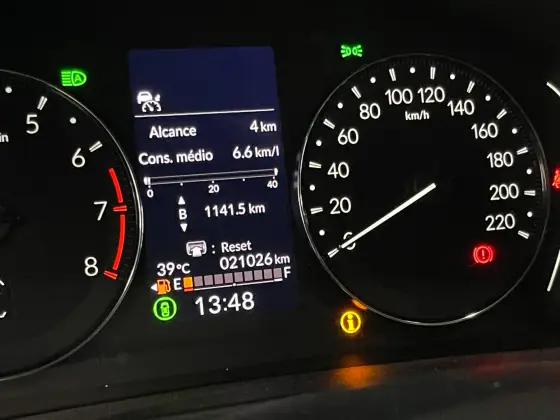 A
min
5
6
7
8
Alcance 4 km
Cons. médio 6.6 km/l
0 20 40
B 1141.5 km
: Reset
39°C 021026 km
E F
13:48
0
20
40
60
80
100
120
140
160
180
200
220
km/h
!
i